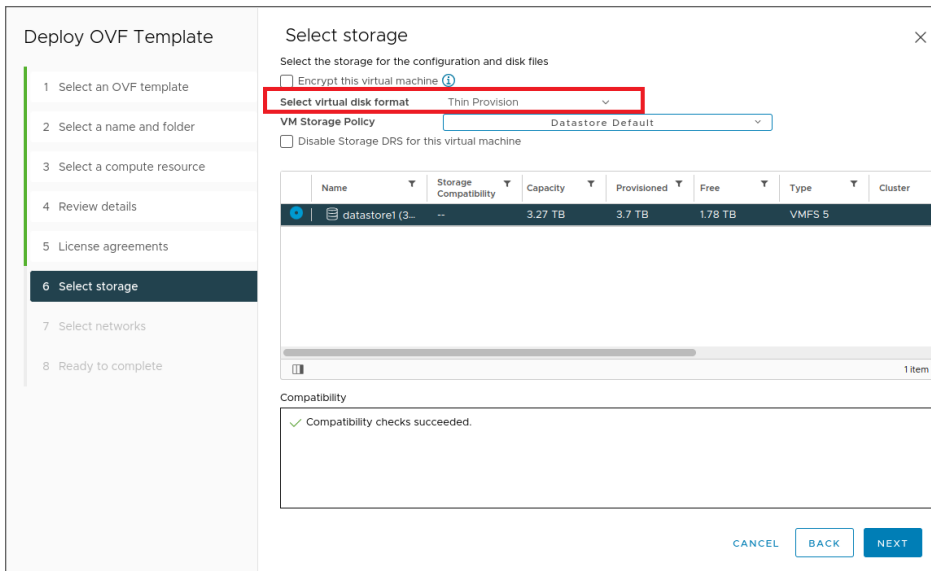 Deploy OVF Template
1 Select an OVF template
2 Select a name and folder
3 Select a compute resource
4 Review details
5 License agreements
6 Select storage
7 Select networks
8 Ready to complete
Select storage
Select the storage for the configuration and disk files
Encrypt this virtual machine
Select virtual disk format Thin Provision
VM Storage Policy Datastore Default
Disable Storage DRS for this virtual machine
Name Storage Compatibility Capacity Provisioned Free Type Cluster
datastore1 (3... -- 3.27 TB 3.7 TB 1.78 TB VMFS 5
1 item
Compatibility
Compatibility checks succeeded.
CANCEL BACK NEXT